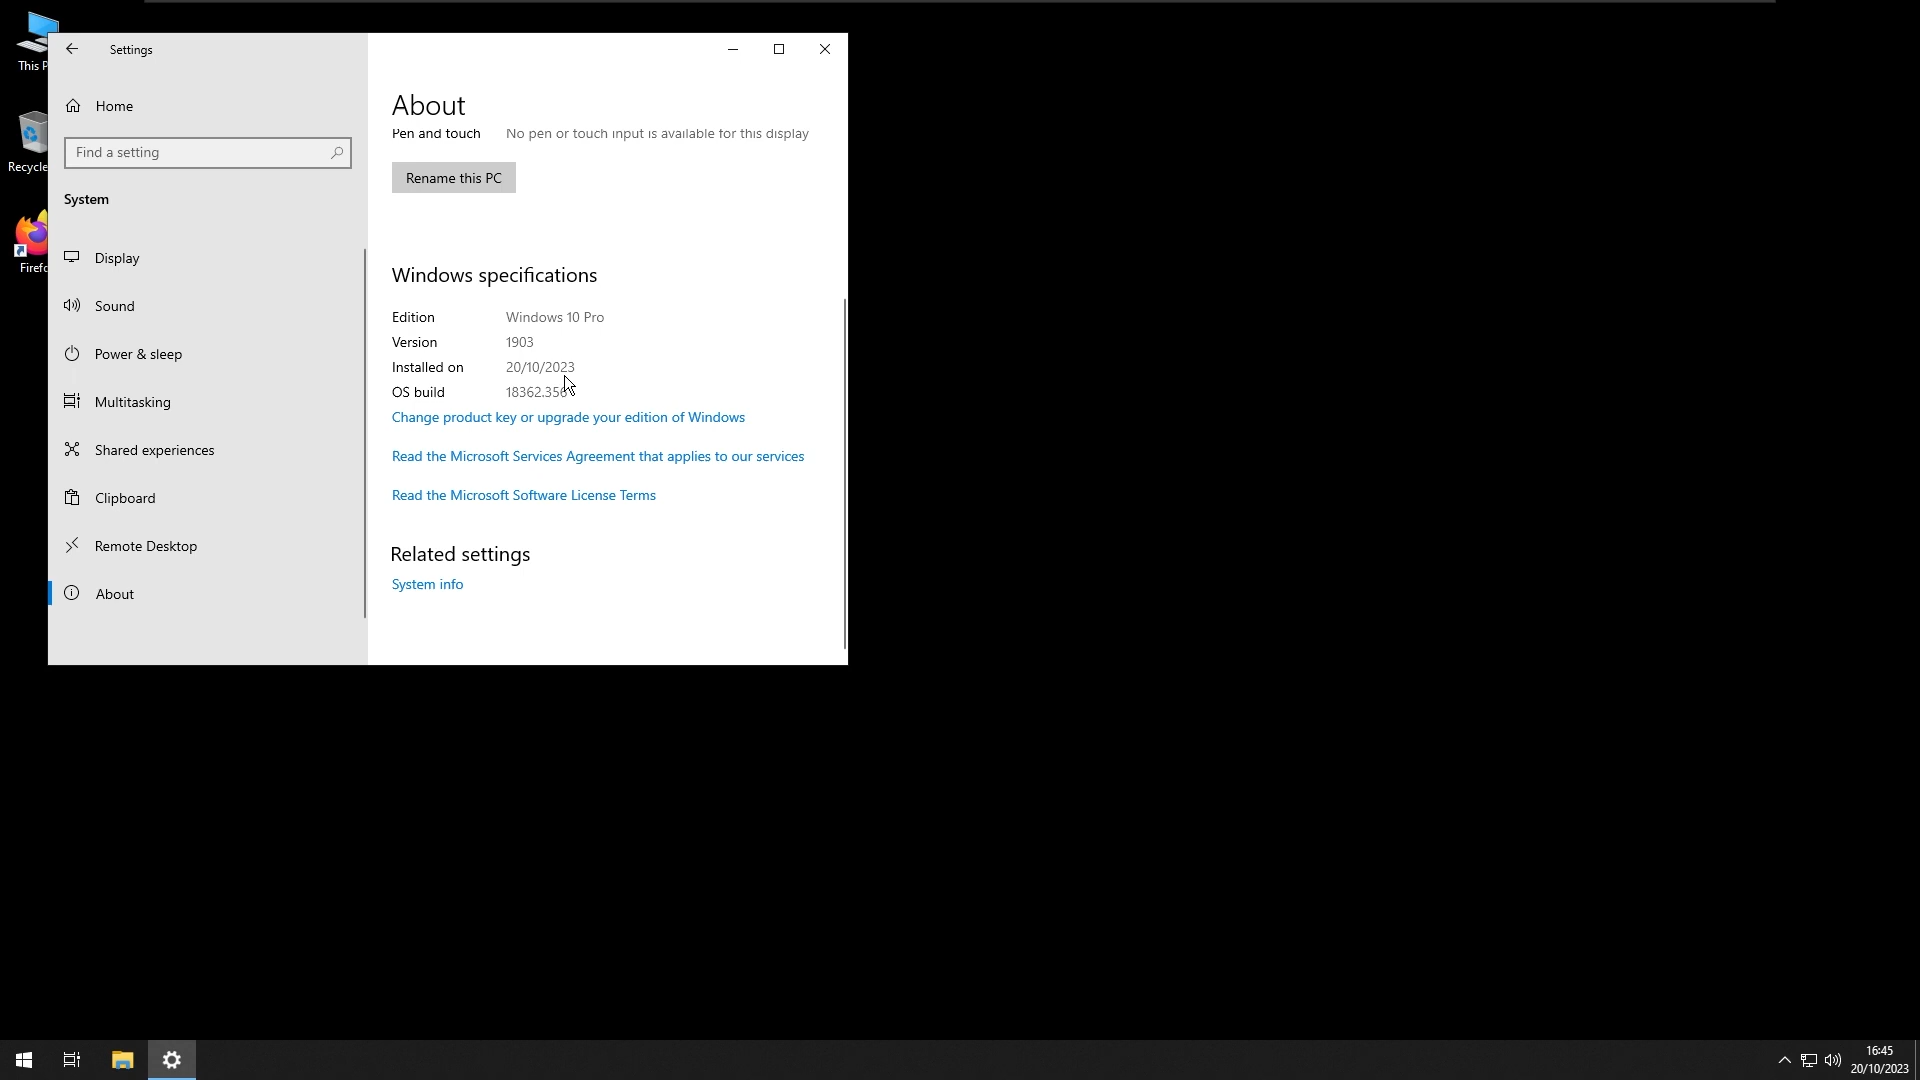 This P
Recycle
Firefo
Settings
Home
Find a setting
System
Display
Sound
Power & sleep
Multitasking
Shared experiences
Clipboard
Remote Desktop
About
About
Pen and touch No pen or touch input is available for this display
Rename this PC
Windows specifications
Edition Windows 10 Pro
Version 1903
Installed on 20/10/2023
OS build 18362.356
Change product key or upgrade your edition of Windows
Read the Microsoft Services Agreement that applies to our services
Read the Microsoft Software License Terms
Related settings
System info
16:45
20/10/2023